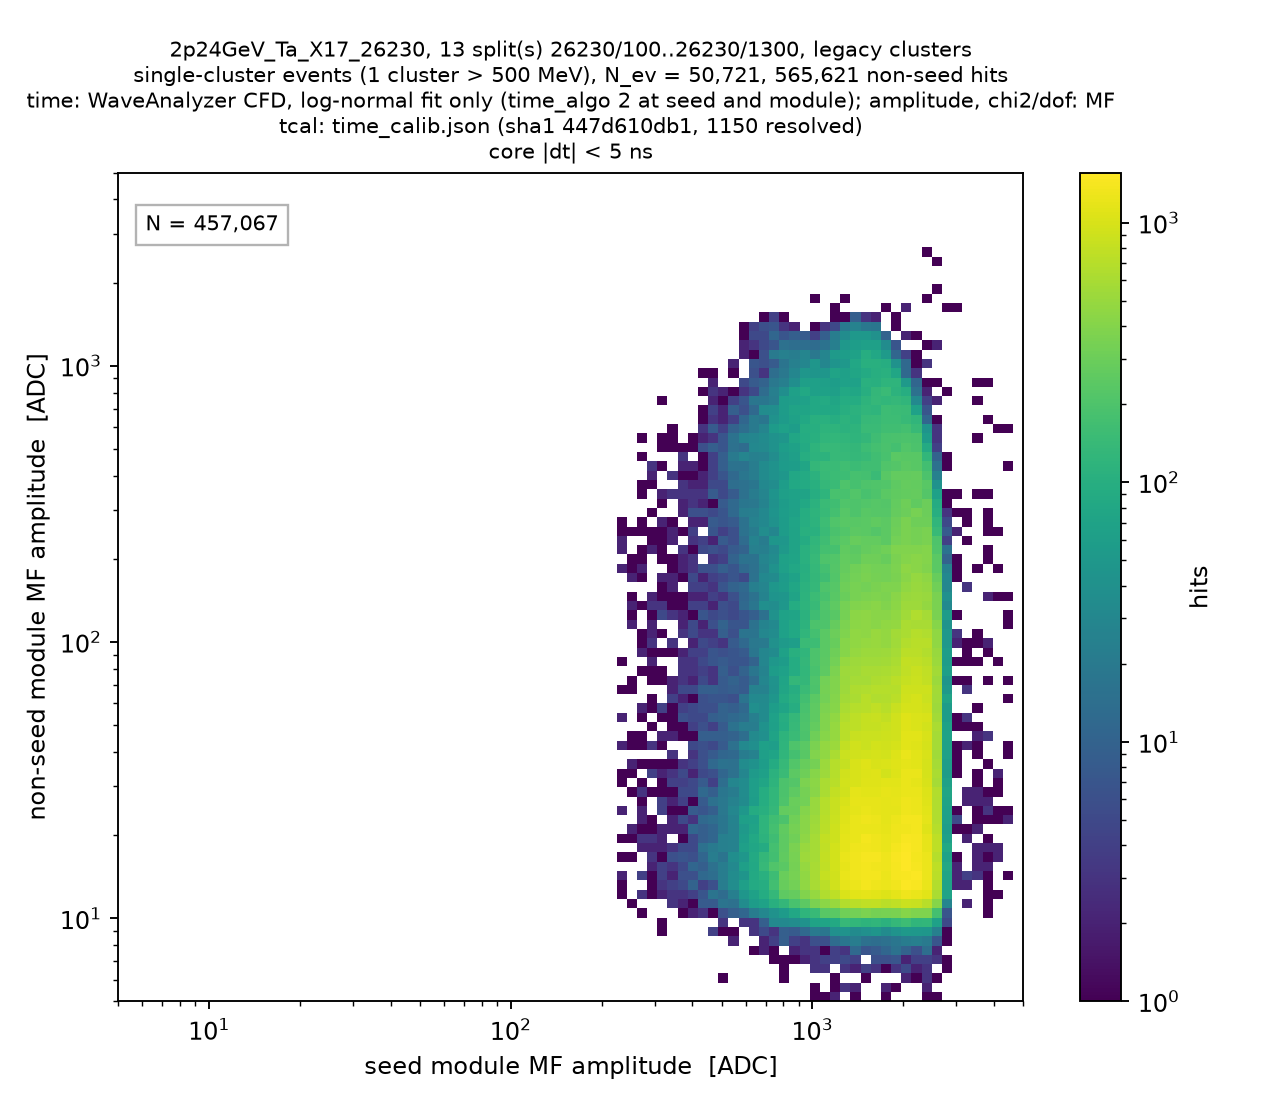 2p24GeV_Ta_X17_26230, 13 split(s) 26230/100..26230/1300, legacy clusters
single-cluster events (1 cluster > 500 MeV), N_ev = 50,721, 565,621 non-seed hits
time: WaveAnalyzer CFD, log-normal fit only (time_algo 2 at seed and module); amplitude, chi2/dof: MF
tcal: time_calib.json (sha1 447d610db1, 1150 resolved)
core |dt| < 5 ns
N = 457,067
non-seed module MF amplitude [ADC]
10³
10²
10¹
10¹
10²
10³
seed module MF amplitude [ADC]
10³
10²
10¹
10⁰
hits